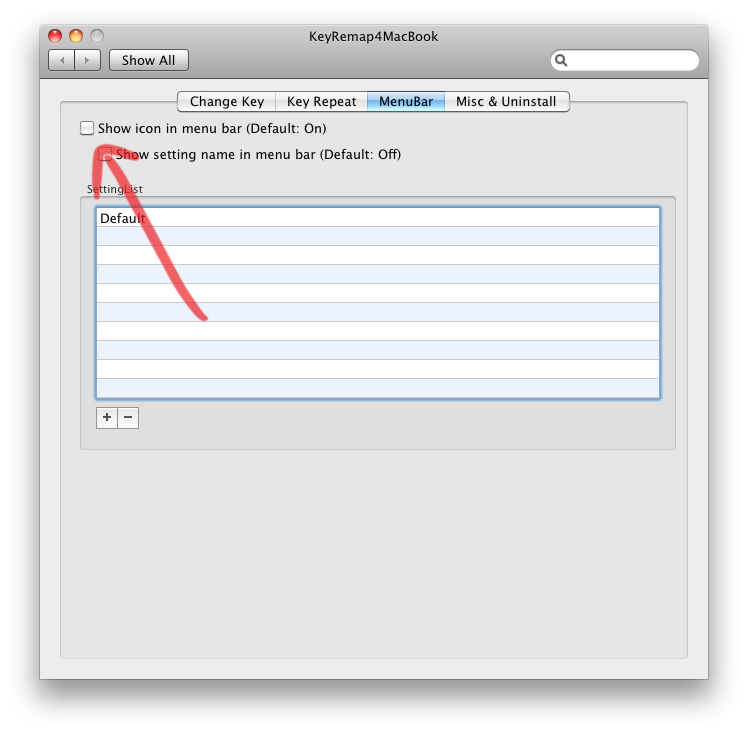 KeyRemap4MacBook
Show All
Change Key Key Repeat MenuBar Misc & Uninstall
Show icon in menu bar (Default: On)
Show setting name in menu bar (Default: Off)
SettingList
Default